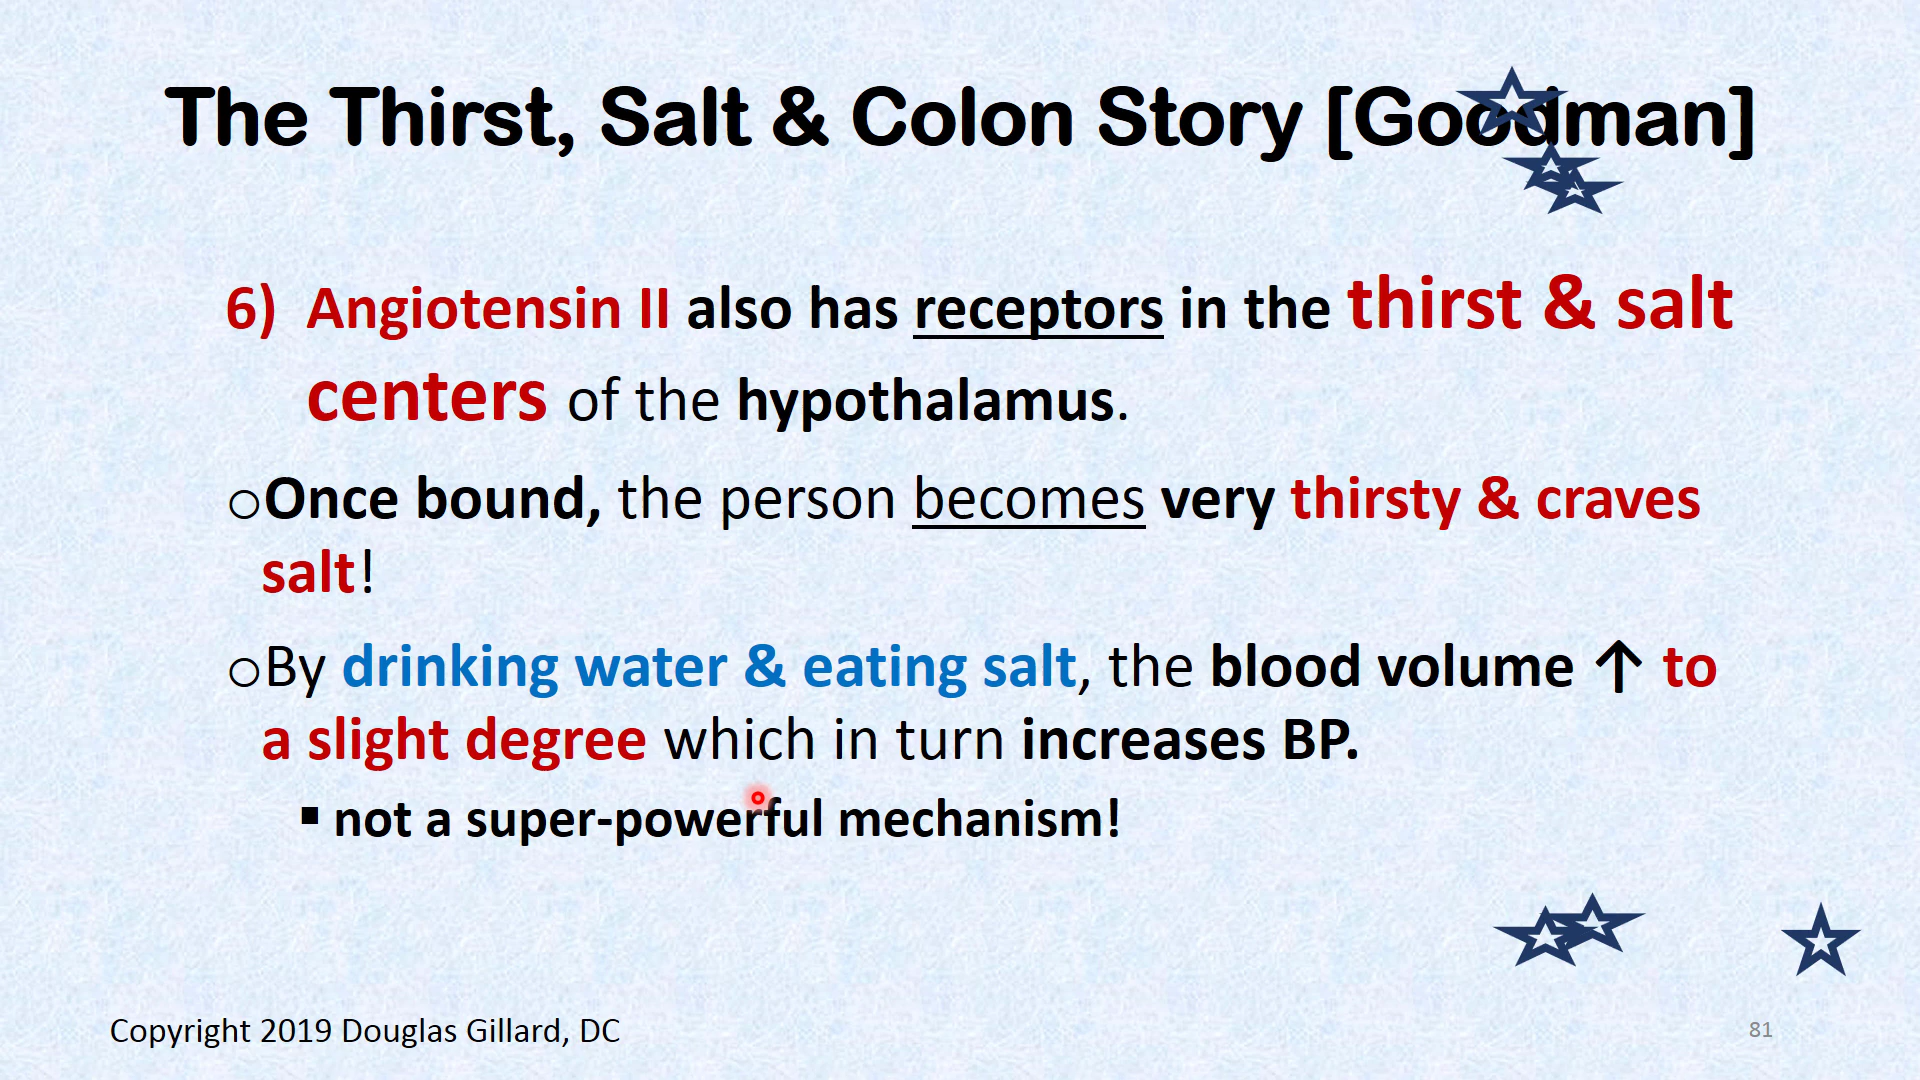 The Thirst, Salt & Colon Story [Goodman]
6) Angiotensin II also has receptors in the thirst & salt
centers of the hypothalamus.
oOnce bound, the person becomes very thirsty & craves
salt!
oBy drinking water & eating salt, the blood volume ↑ to
a slight degree which in turn increases BP.
▪ not a super-powerful mechanism!
Copyright 2019 Douglas Gillard, DC
81